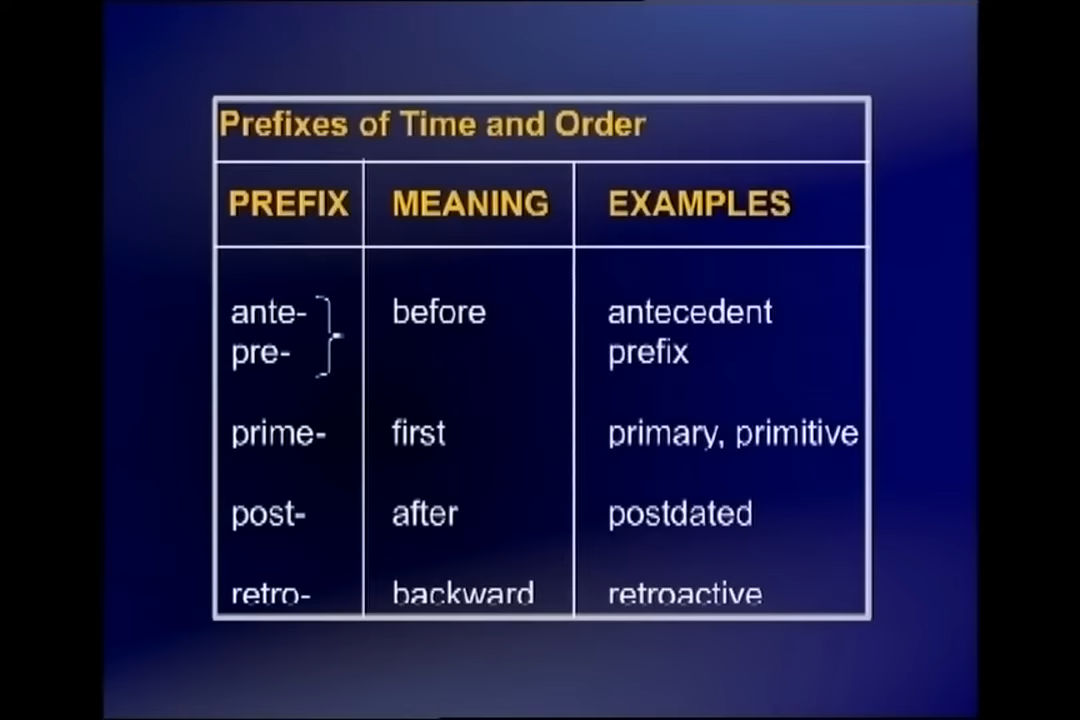 Prefixes of Time and Order
PREFIX MEANING EXAMPLES
ante- before antecedent
pre- prefix
prime- first primary, primitive
post- after postdated
retro- backward retroactive